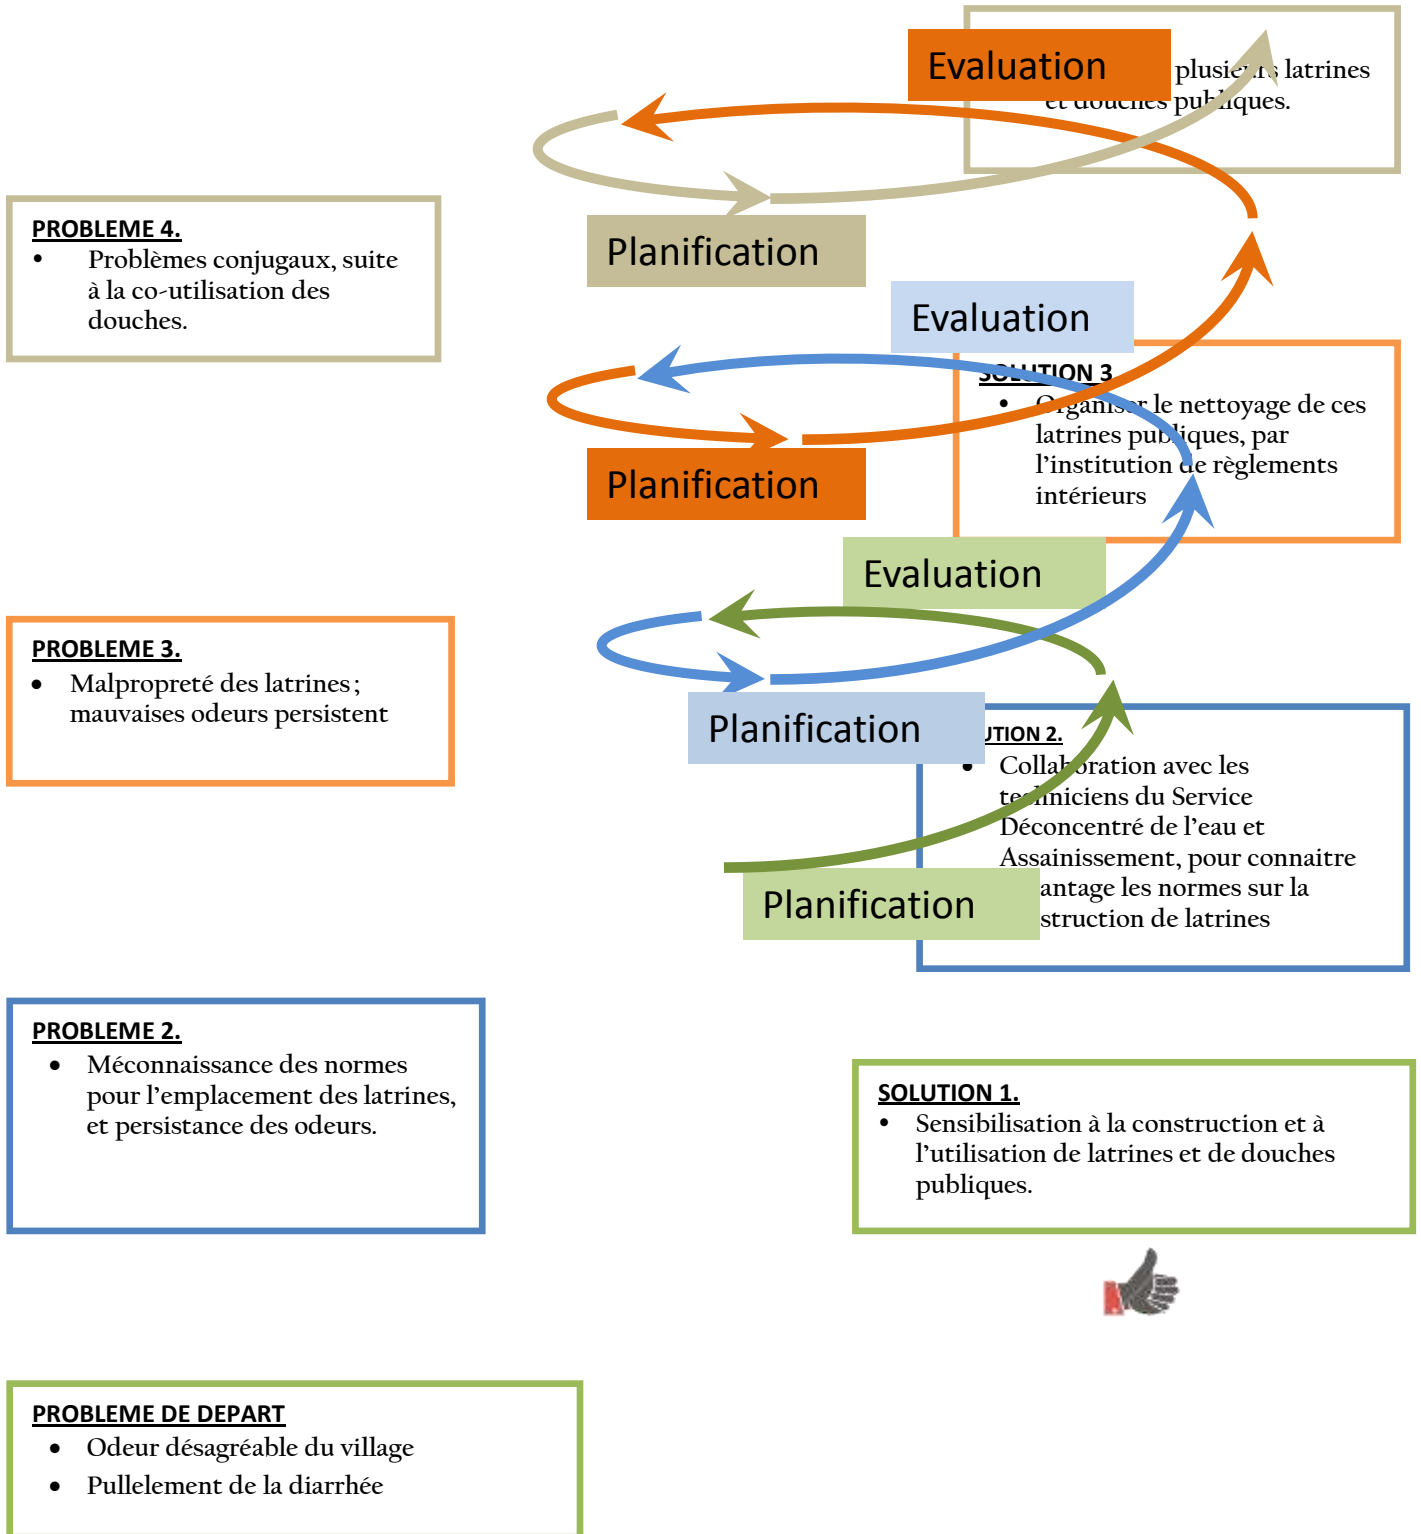 Evaluation
plusieurs latrines
et douches publiques.
Planification
PROBLEME 4.
• Problèmes conjugaux, suite
à la co-utilisation des
douches.
Evaluation
SOLUTION 3
• Organiser le nettoyage de ces
latrines publiques, par
l’institution de règlements
intérieurs
Planification
Evaluation
PROBLEME 3.
• Malpropreté des latrines ;
mauvaises odeurs persistent
Planification
UTION 2.
• Collaboration avec les
techniciens du Service
Déconcentré de l’eau et
Assainissement, pour connaitre
antage les normes sur la
struction de latrines
Planification
PROBLEME 2.
• Méconnaissance des normes
pour l’emplacement des latrines,
et persistance des odeurs.
SOLUTION 1.
• Sensibilisation à la construction et à
l’utilisation de latrines et de douches
publiques.
PROBLEME DE DEPART
• Odeur désagréable du village
• Pullelement de la diarrhée